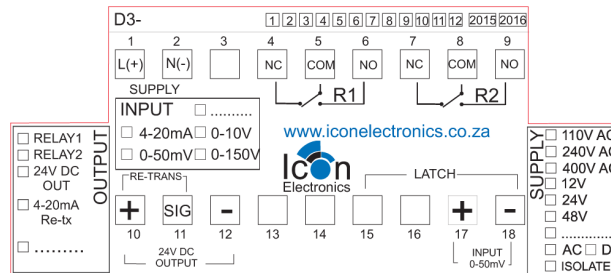 D3-
1 2 3 4 5 6 7 8 9 10 11 12 2015 2016
1 2 3 4 5 6 7 8 9
L(+) N(-) NC COM NO NC COM NO
SUPPLY
R1 R2
INPUT ..........
4-20mA 0-10V
0-50mV 0-150V
www.iconelectronics.co.za
Icon
Electronics
OUTPUT
RELAY1
RELAY2
24V DC
OUT
4-20mA
Re-tx
.........
SUPPLY
110V AC
240V AC
400V AC
12V
24V
48V
..............
AC D
ISOLATE
RE-TRANS
LATCH
+ SIG - + -
10 11 12 13 14 15 16 17 18
24V DC
OUTPUT
INPUT
0-50mV